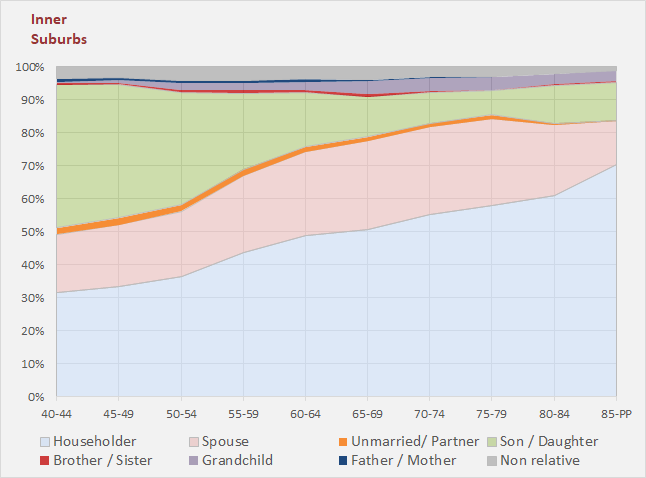 Inner
Suburbs
100%
90%
80%
70%
60%
50%
40%
30%
20%
10%
0%
40-44 45-49 50-54 55-59 60-64 65-69 70-74 75-79 80-84 85-PP
Householder Spouse Unmarried/ Partner Son / Daughter
Brother / Sister Grandchild Father / Mother Non relative